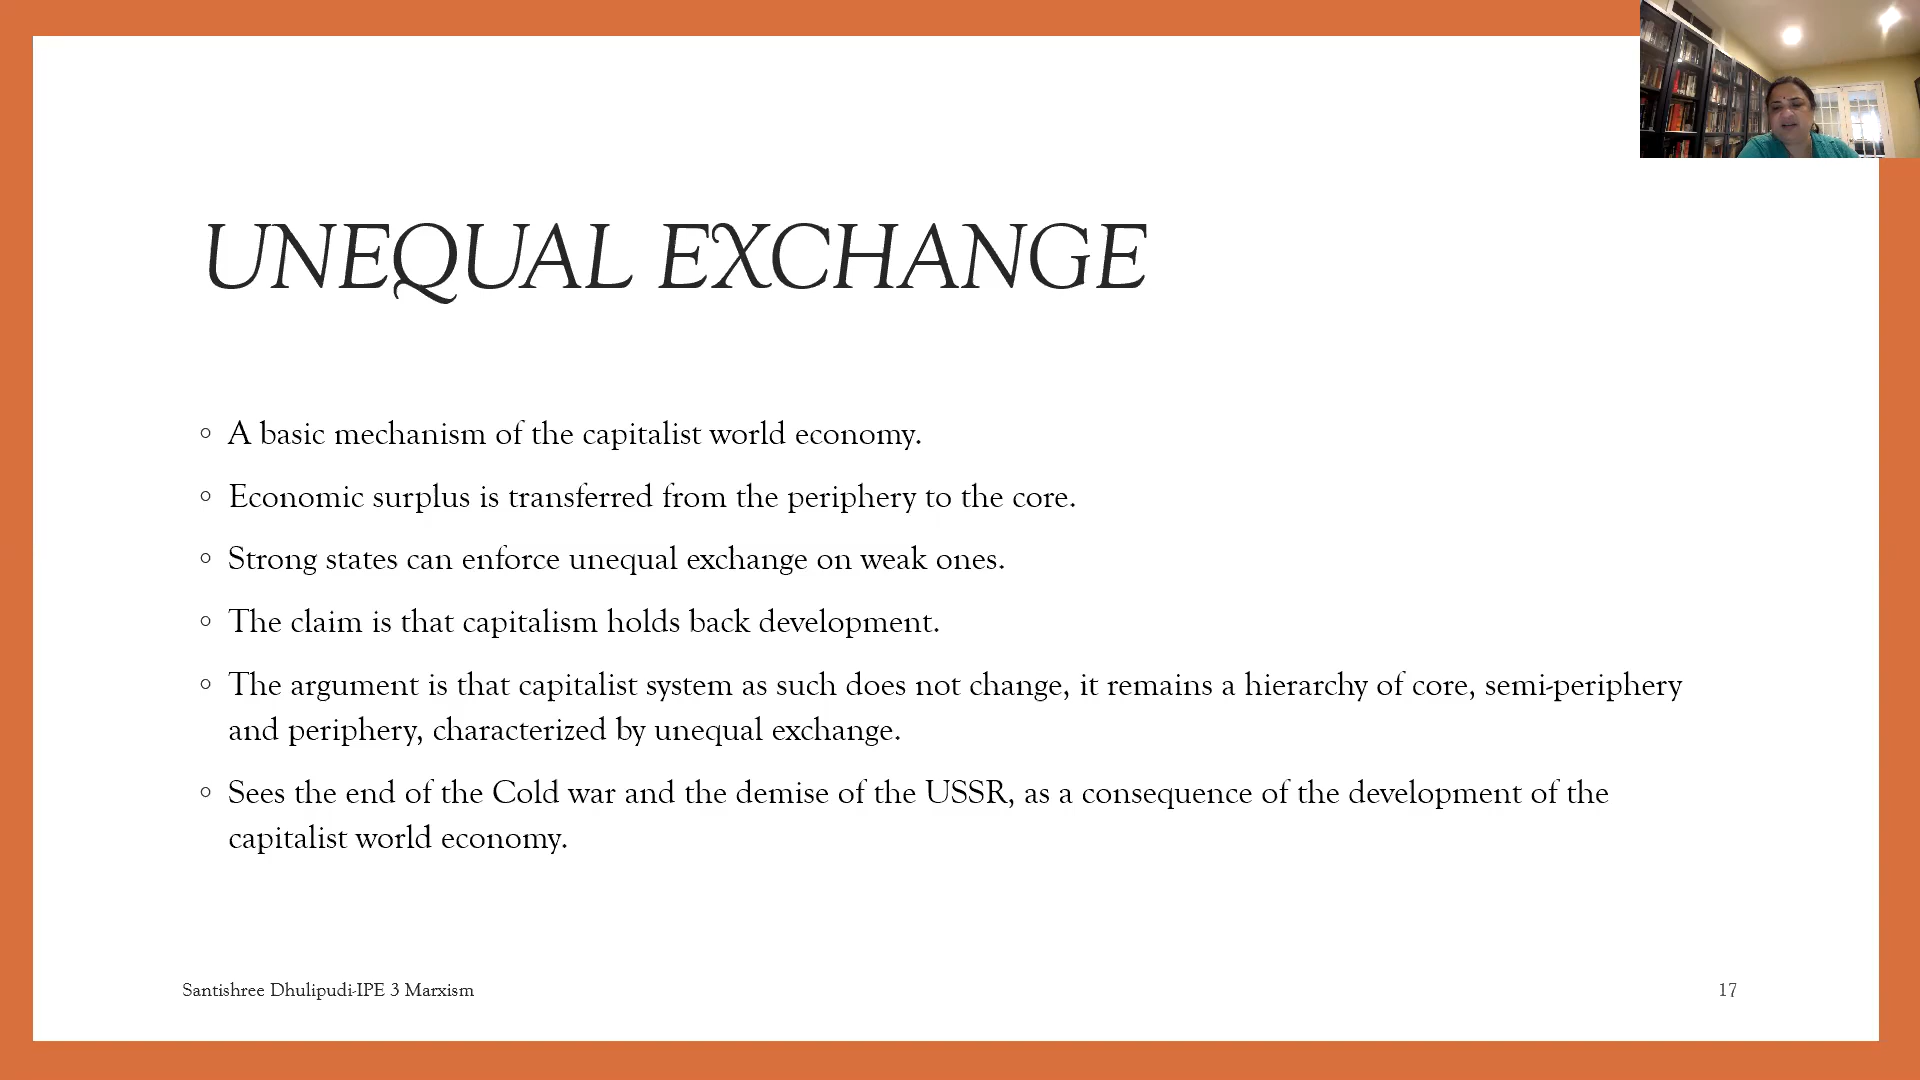 UNEQUAL EXCHANGE
◦ A basic mechanism of the capitalist world economy.
◦ Economic surplus is transferred from the periphery to the core.
◦ Strong states can enforce unequal exchange on weak ones.
◦ The claim is that capitalism holds back development.
◦ The argument is that capitalist system as such does not change, it remains a hierarchy of core, semi-periphery
and periphery, characterized by unequal exchange.
◦ Sees the end of the Cold war and the demise of the USSR, as a consequence of the development of the
capitalist world economy.
Santishree Dhulipudi-IPE 3 Marxism
17